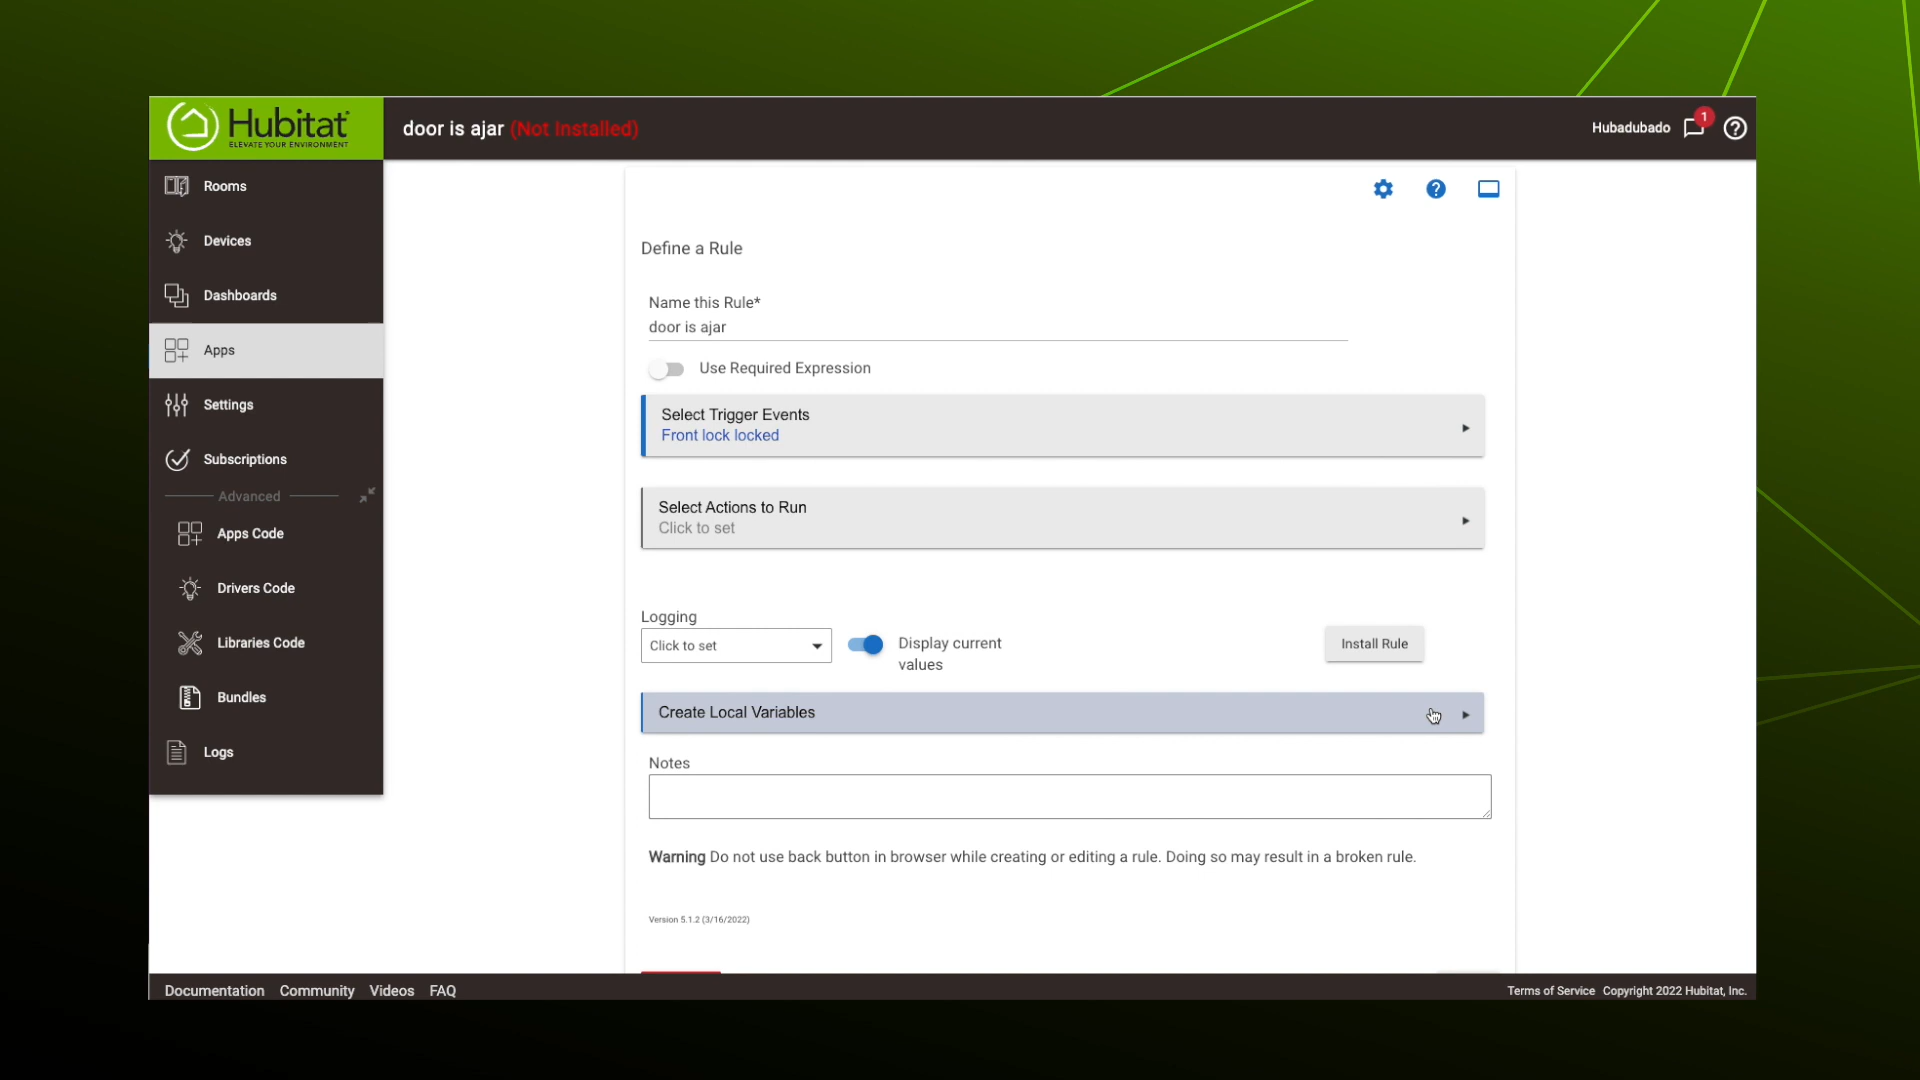 Hubitat
ELEVATE YOUR ENVIRONMENT
door is ajar (Not Installed)
Hubadubado
1
Rooms
Devices
Dashboards
Apps
Settings
Subscriptions
Advanced
Apps Code
Drivers Code
Libraries Code
Bundles
Logs
Define a Rule
Name this Rule*
door is ajar
Use Required Expression
Select Trigger Events
Front lock locked
Select Actions to Run
Click to set
Logging
Click to set
Display current
values
Install Rule
Create Local Variables
Notes
Warning Do not use back button in browser while creating or editing a rule. Doing so may result in a broken rule.
Version 5.1.2 (3/16/2022)
Documentation Community Videos FAQ
Terms of Service Copyright 2022 Hubitat, Inc.